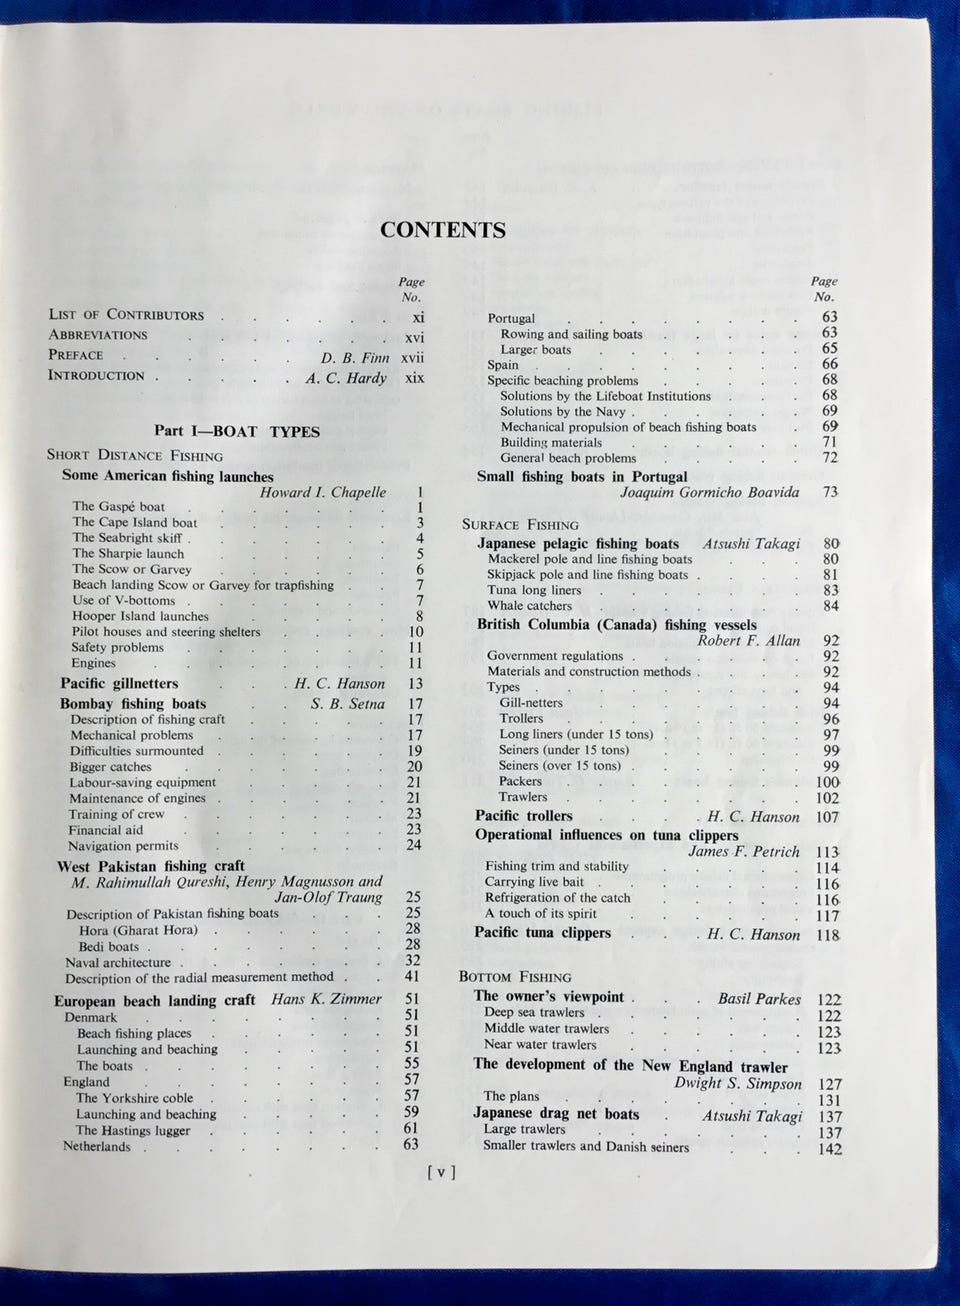 CONTENTS
Page
No.
LIST OF CONTRIBUTORS . . . . . . xi
ABBREVIATIONS . . . . . . . xvi
PREFACE . . . . . . D. B. Finn xvii
INTRODUCTION . . . . . A. C. Hardy xix
Part I—BOAT TYPES
SHORT DISTANCE FISHING
Some American fishing launches
Howard I. Chapelle 1
The Gaspé boat . . . . . . . 1
The Cape Island boat . . . . . . 3
The Seabright skiff . . . . . . . 4
The Sharpie launch . . . . . . 5
The Scow or Garvey . . . . . . 6
Beach landing Scow or Garvey for trapfishing . . 7
Use of V-bottoms . . . . . . . 7
Hooper Island launches . . . . . 8
Pilot houses and steering shelters . . . . 10
Safety problems . . . . . . . 11
Engines . . . . . . . 11
Pacific gillnetters . . . H. C. Hanson 13
Bombay fishing boats . . S. B. Setna 17
Description of fishing craft . . . . . 17
Mechanical problems . . . . . 17
Difficulties surmounted . . . . . . 19
Bigger catches . . . . . . . 20
Labour-saving equipment . . . . . 21
Maintenance of engines . . . . . . 21
Training of crew . . . . . . . 23
Financial aid . . . . . . . 23
Navigation permits . . . . . . 24
West Pakistan fishing craft
M. Rahimullah Qureshi, Henry Magnusson and
Jan-Olof Traung 25
Description of Pakistan fishing boats . . . 25
Hora (Gharat Hora) . . . . . . 28
Bedi boats . . . . . . . . 28
Naval architecture . . . . . . . 32
Description of the radial measurement method . . 41
European beach landing craft Hans K. Zimmer 51
Denmark . . . . . . . . 51
Beach fishing places . . . . . . 51
Launching and beaching . . . . . 51
The boats . . . . . . . . 55
England . . . . . . . . 57
The Yorkshire coble . . . . . . 57
Launching and beaching . . . . . 59
The Hastings lugger . . . . . . 61
Netherlands . . . . . . . . 63
Page
No.
Portugal . . . . . . . 63
Rowing and sailing boats . . . . . 63
Larger boats . . . . . . 65
Spain . . . . . . . . 66
Specific beaching problems . . . . . 68
Solutions by the Lifeboat Institutions . . . 68
Solutions by the Navy . . . . . . 69
Mechanical propulsion of beach fishing boats . 69
Building materials . . . . . . 71
General beach problems . . . . . 72
Small fishing boats in Portugal
Joaquim Gormicho Boavida 73
SURFACE FISHING
Japanese pelagic fishing boats Atsushi Takagi 80
Mackerel pole and line fishing boats . . . 80
Skipjack pole and line fishing boats . . . . 81
Tuna long liners . . . . . . . 83
Whale catchers . . . . . . . 84
British Columbia (Canada) fishing vessels
Robert F. Allan 92
Government regulations . . . . . . 92
Materials and construction methods . . . . 92
Types . . . . . . . . 94
Gill-netters . . . . . . . 94
Trollers . . . . . . . 96
Long liners (under 15 tons) . . . . . 97
Seiners (under 15 tons) . . . . . 99
Seiners (over 15 tons) . . . . . . 99
Packers . . . . . . . 100
Trawlers . . . . . . . 102
Pacific trollers . . . . H. C. Hanson 107
Operational influences on tuna clippers
James F. Petrich 113
Fishing trim and stability . . . . . 114
Carrying live bait . . . . . . . 116
Refrigeration of the catch . . . . . 116
A touch of its spirit . . . . . . 117
Pacific tuna clippers . . . H. C. Hanson 118
BOTTOM FISHING
The owner's viewpoint . . . Basil Parkes 122
Deep sea trawlers . . . . . . . 122
Middle water trawlers . . . . . . 123
Near water trawlers . . . . . . 123
The development of the New England trawler
Dwight S. Simpson 127
The plans . . . . . . . . 131
Japanese drag net boats . Atsushi Takagi 137
Large trawlers . . . . . . . 137
Smaller trawlers and Danish seiners . . . 142
[ v ]